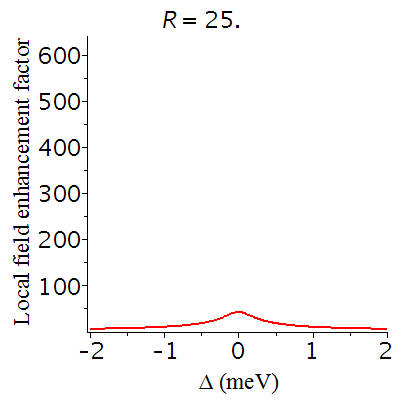 R = 25.
Local field enhancement factor
600
500
400
300
200
100
-2 -1 0 1 2
Δ (meV)